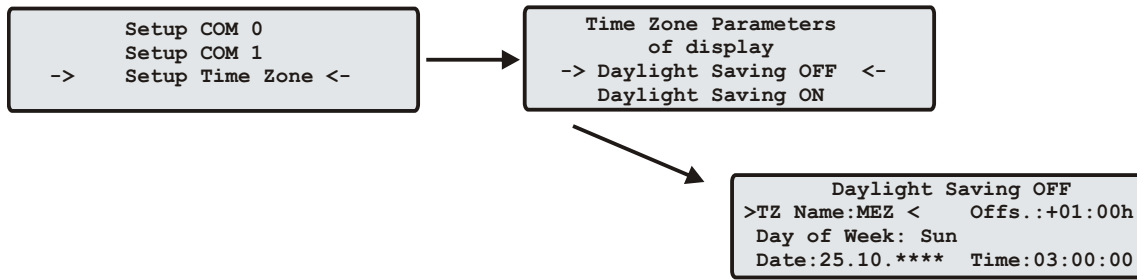 Setup COM 0
Setup COM 1
-> Setup Time Zone <-
Time Zone Parameters
of display
-> Daylight Saving OFF <-
Daylight Saving ON
Daylight Saving OFF
>TZ Name:MEZ < Offs.:+01:00h
Day of Week: Sun
Date:25.10.**** Time:03:00:00